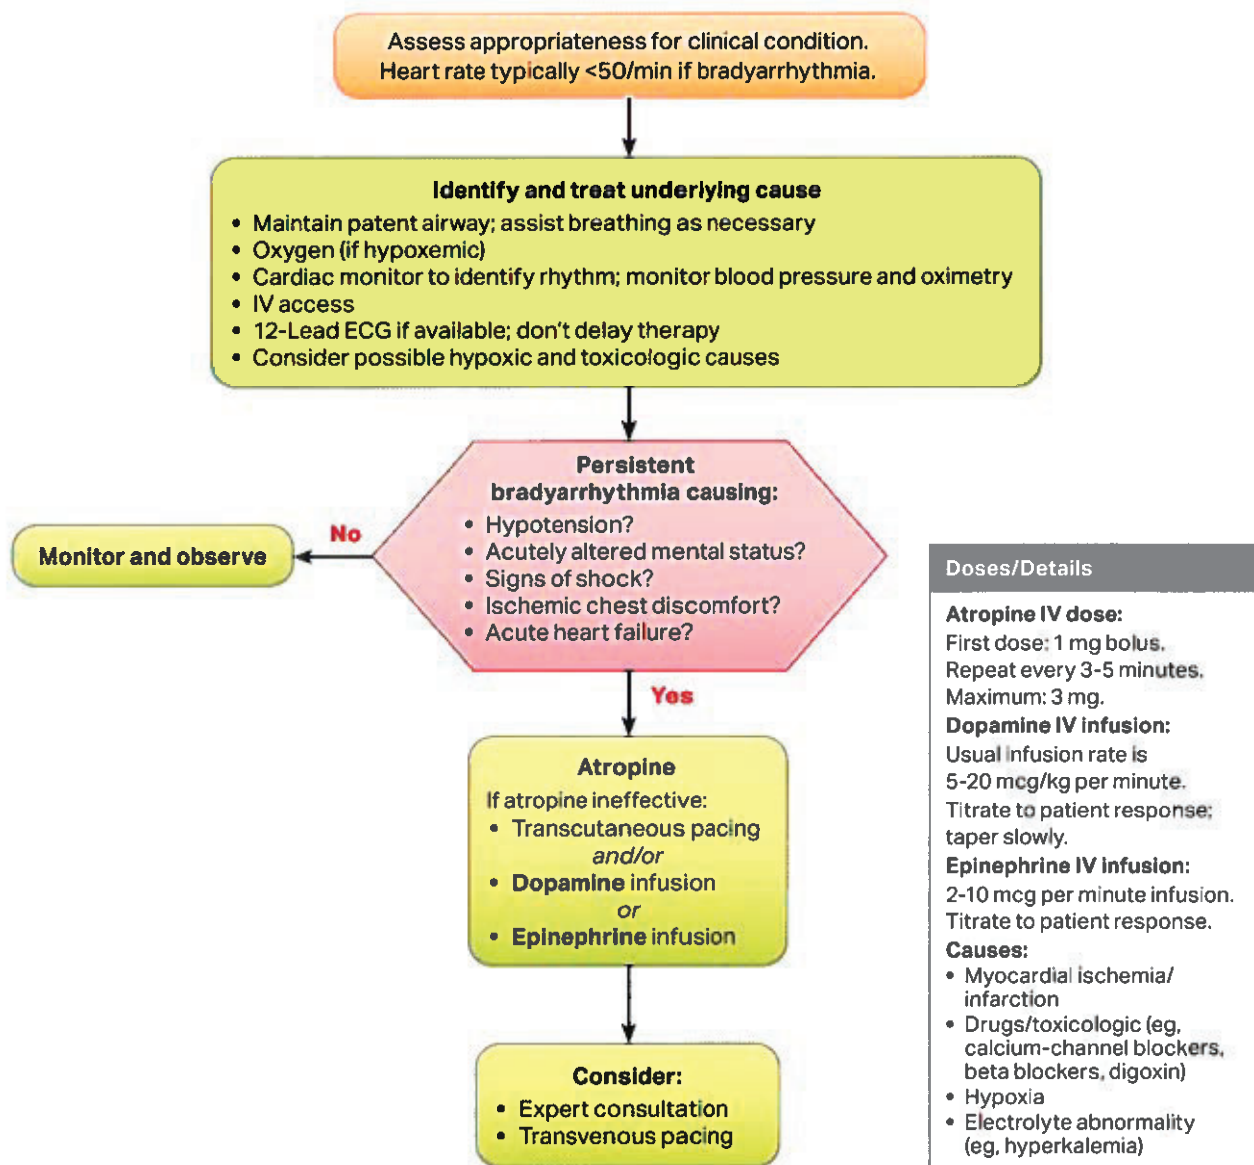 Assess appropriateness for clinical condition.
Heart rate typically <50/min if bradyarrhythmia.
Identify and treat underlying cause
• Maintain patent airway; assist breathing as necessary
• Oxygen (if hypoxemic)
• Cardiac monitor to identify rhythm; monitor blood pressure and oximetry
• IV access
• 12-Lead ECG if available; don't delay therapy
• Consider possible hypoxic and toxicologic causes
Persistent
bradyarrhythmia causing:
• Hypotension?
• Acutely altered mental status?
• Signs of shock?
• Ischemic chest discomfort?
• Acute heart failure?
No
Monitor and observe
Yes
Atropine
If atropine ineffective:
• Transcutaneous pacing
and/or
• Dopamine infusion
or
• Epinephrine infusion
Consider:
• Expert consultation
• Transvenous pacing
Doses/Details
Atropine IV dose:
First dose: 1 mg bolus.
Repeat every 3-5 minutes.
Maximum: 3 mg.
Dopamine IV infusion:
Usual infusion rate is
5-20 mcg/kg per minute.
Titrate to patient response;
taper slowly.
Epinephrine IV infusion:
2-10 mcg per minute infusion.
Titrate to patient response.
Causes:
• Myocardial ischemia/
infarction
• Drugs/toxicologic (eg,
calcium-channel blockers,
beta blockers, digoxin)
• Hypoxia
• Electrolyte abnormality
(eg, hyperkalemia)